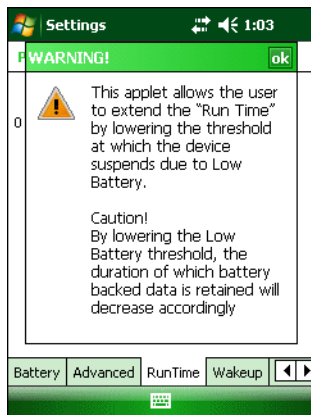 Settings 1:03
WARNING! ok
0
This applet allows the user
to extend the "Run Time"
by lowering the threshold
at which the device
suspends due to Low
Battery.
Caution!
By lowering the Low
Battery threshold, the
duration of which battery
backed data is retained will
decrease accordingly
Battery Advanced RunTime Wakeup